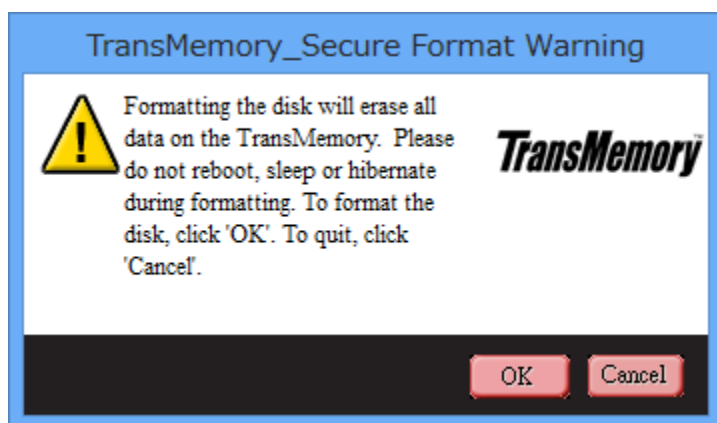 TransMemory_Secure Format Warning
Formatting the disk will erase all
data on the TransMemory.  Please
do not reboot, sleep or hibernate
during formatting. To format the
disk, click 'OK'. To quit, click
'Cancel'.
TransMemory™
OK
Cancel